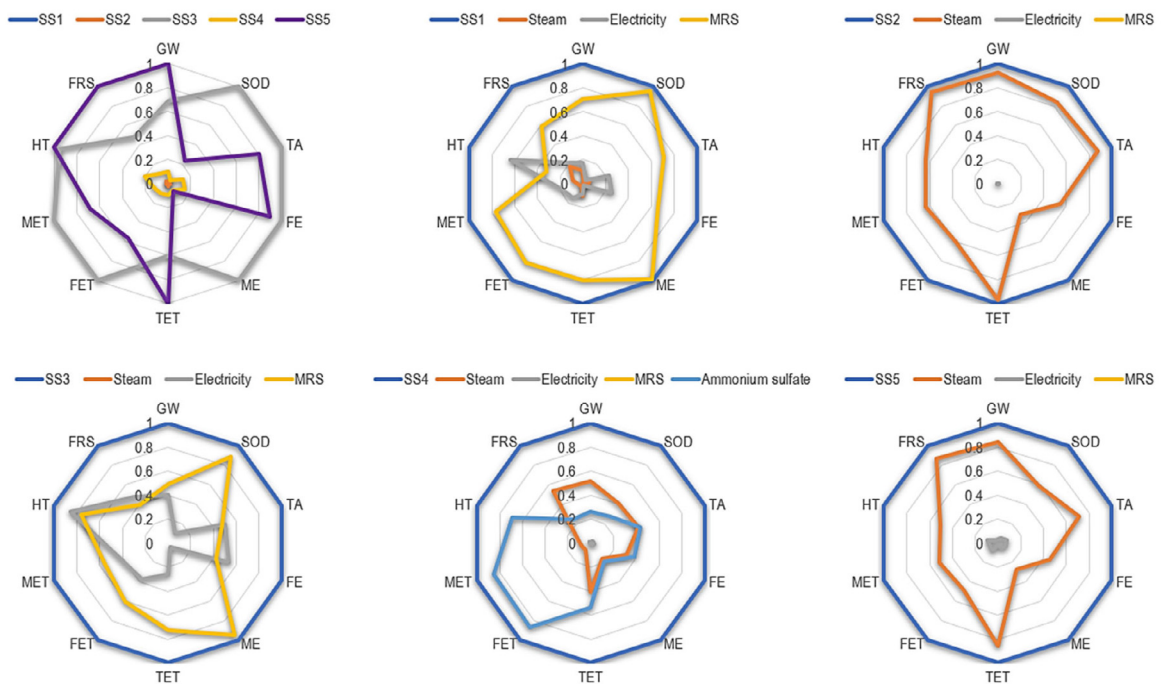 SS1 SS2 SS3 SS4 SS5
GW
1
FRS SOD
0.8
0.6
HT TA
0.4
0.2
0
MET FE
FET ME
TET
SS1 Steam Electricity MRS
GW
1
FRS SOD
0.8
0.6
HT TA
0.4
0.2
0
MET FE
FET ME
TET
SS2 Steam Electricity MRS
GW
1
FRS SOD
0.8
0.6
HT TA
0.4
0.2
0
MET FE
FET ME
TET
SS3 Steam Electricity MRS
GW
1
FRS SOD
0.8
0.6
HT TA
0.4
0.2
0
MET FE
FET ME
TET
SS4 Steam Electricity MRS Ammonium sulfate
GW
1
FRS SOD
0.8
0.6
HT TA
0.4
0.2
0
MET FE
FET ME
TET
SS5 Steam Electricity MRS
GW
1
FRS SOD
0.8
0.6
HT TA
0.4
0.2
0
MET FE
FET ME
TET